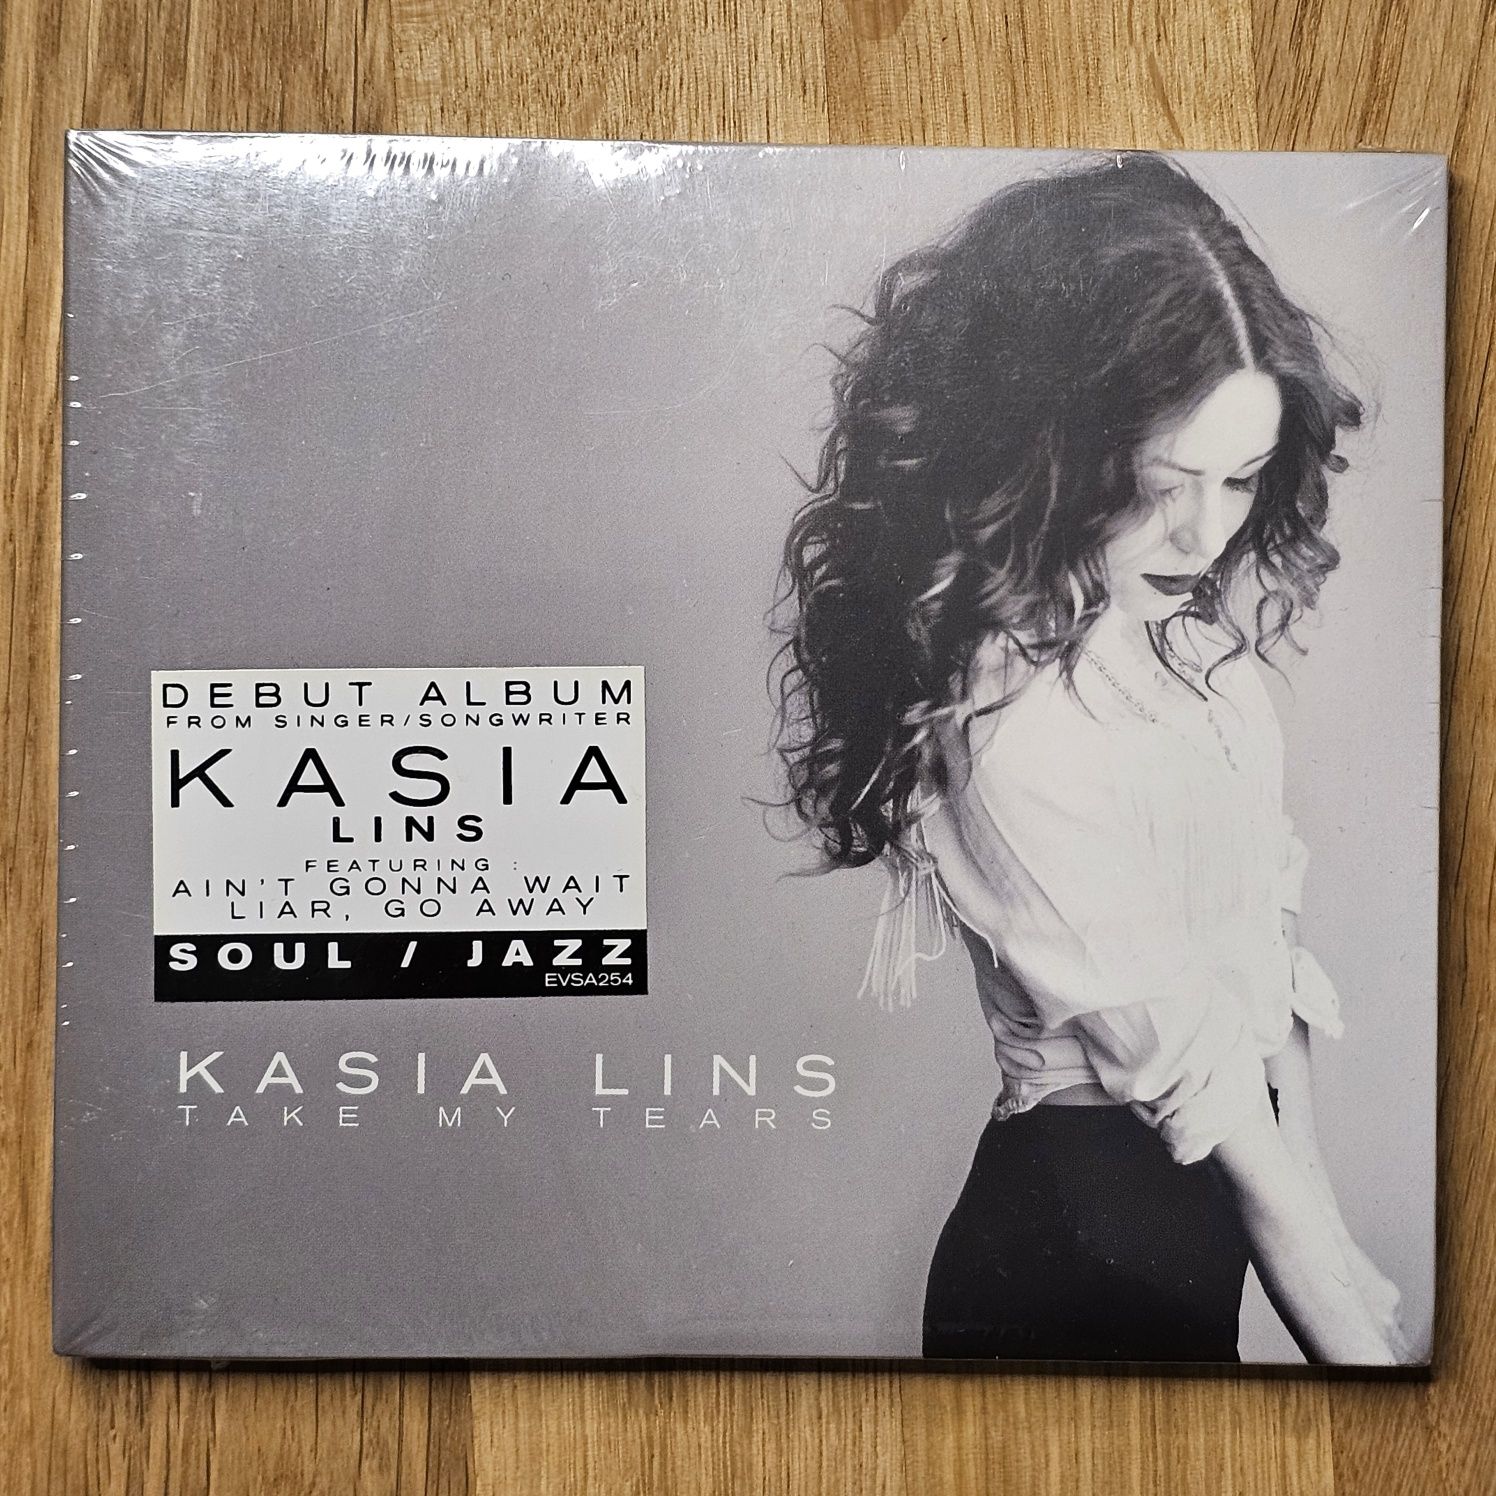 DEBUT ALBUM
FROM SINGER/SONGWRITER
KASIA
LINS
FEATURING :
AIN'T GONNA WAIT
LIAR, GO AWAY
SOUL / JAZZ
EVSA254
KASIA LINS
TAKE MY TEARS